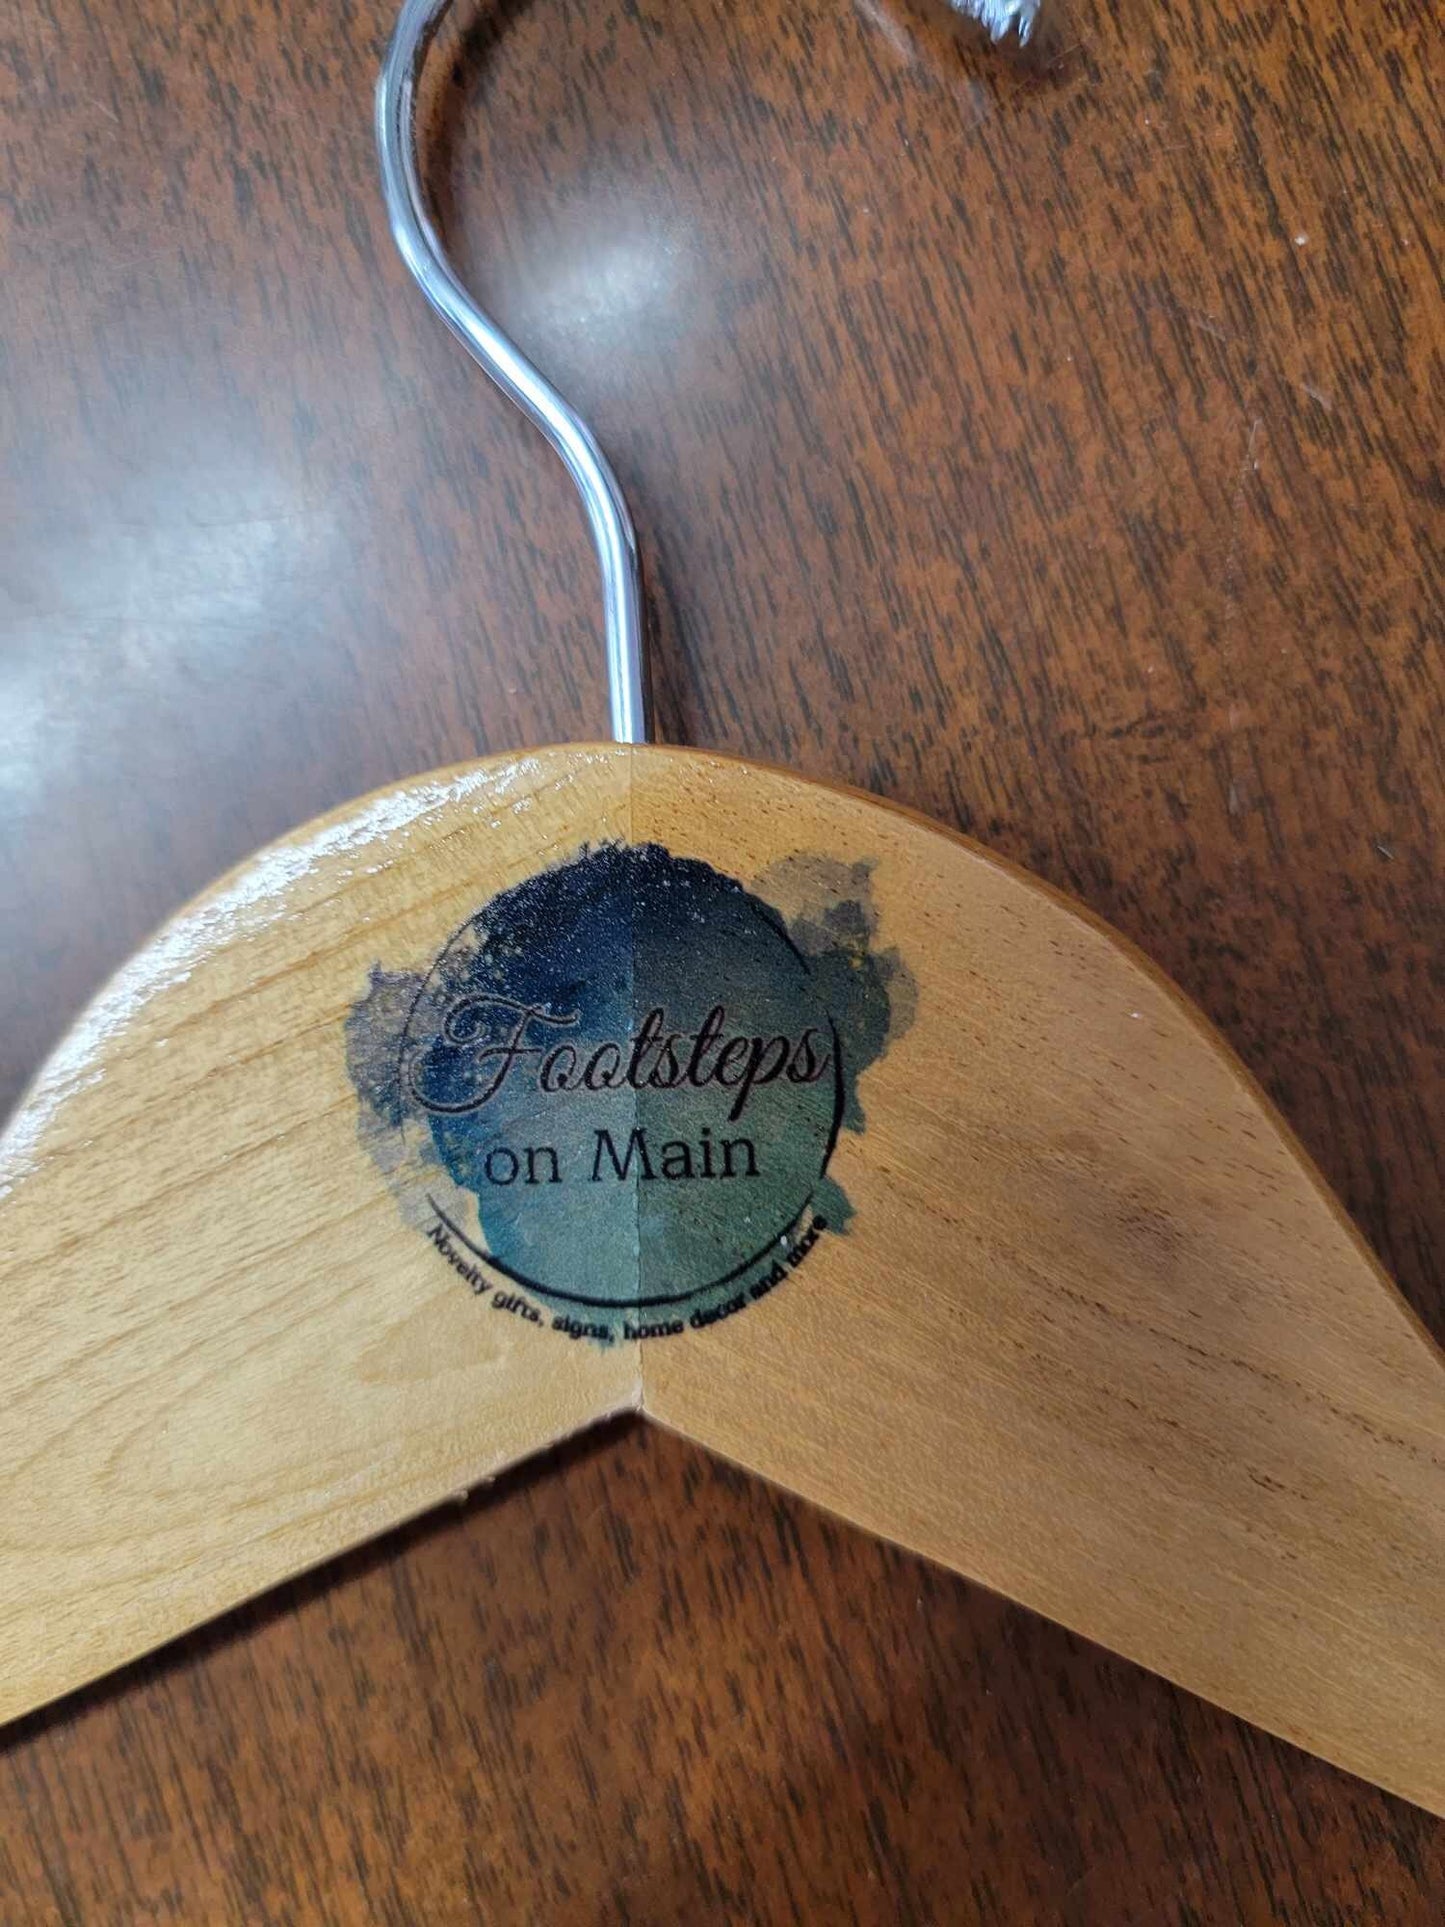 Footsteps
on Main
Novelty gifts, signs, home decor and more